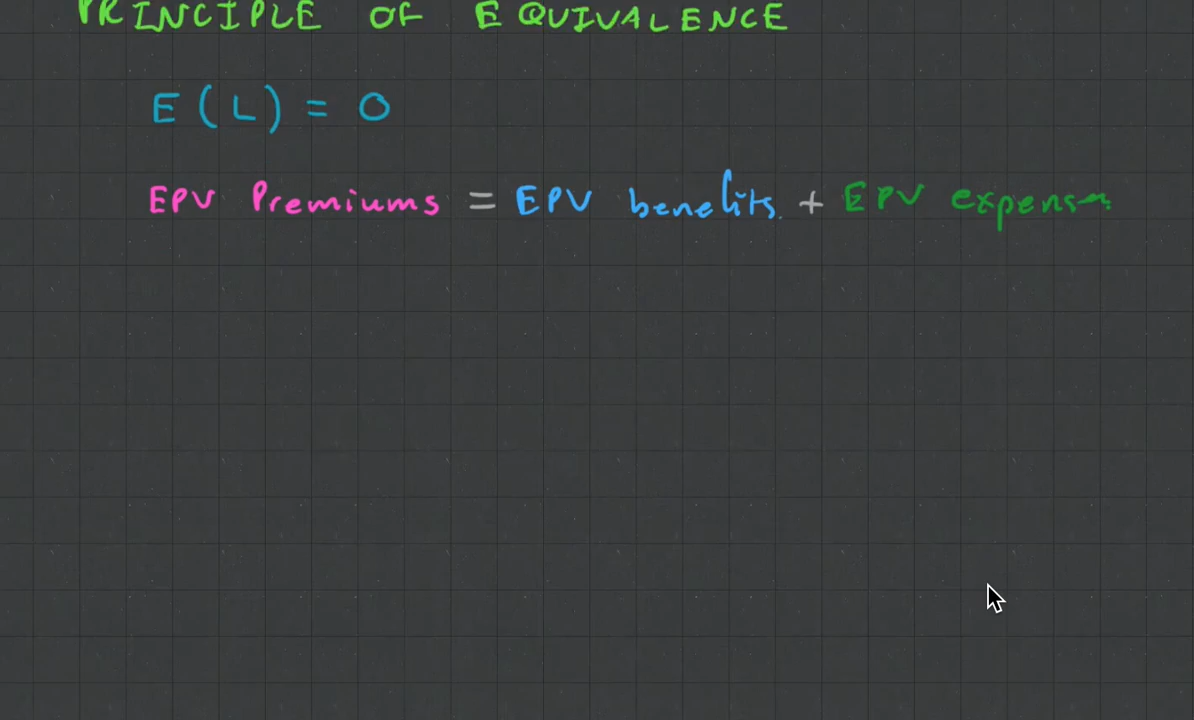 PRINCIPLE OF EQUIVALENCE
E(L) = 0
EPV Premiums = EPV benefits + EPV expenses